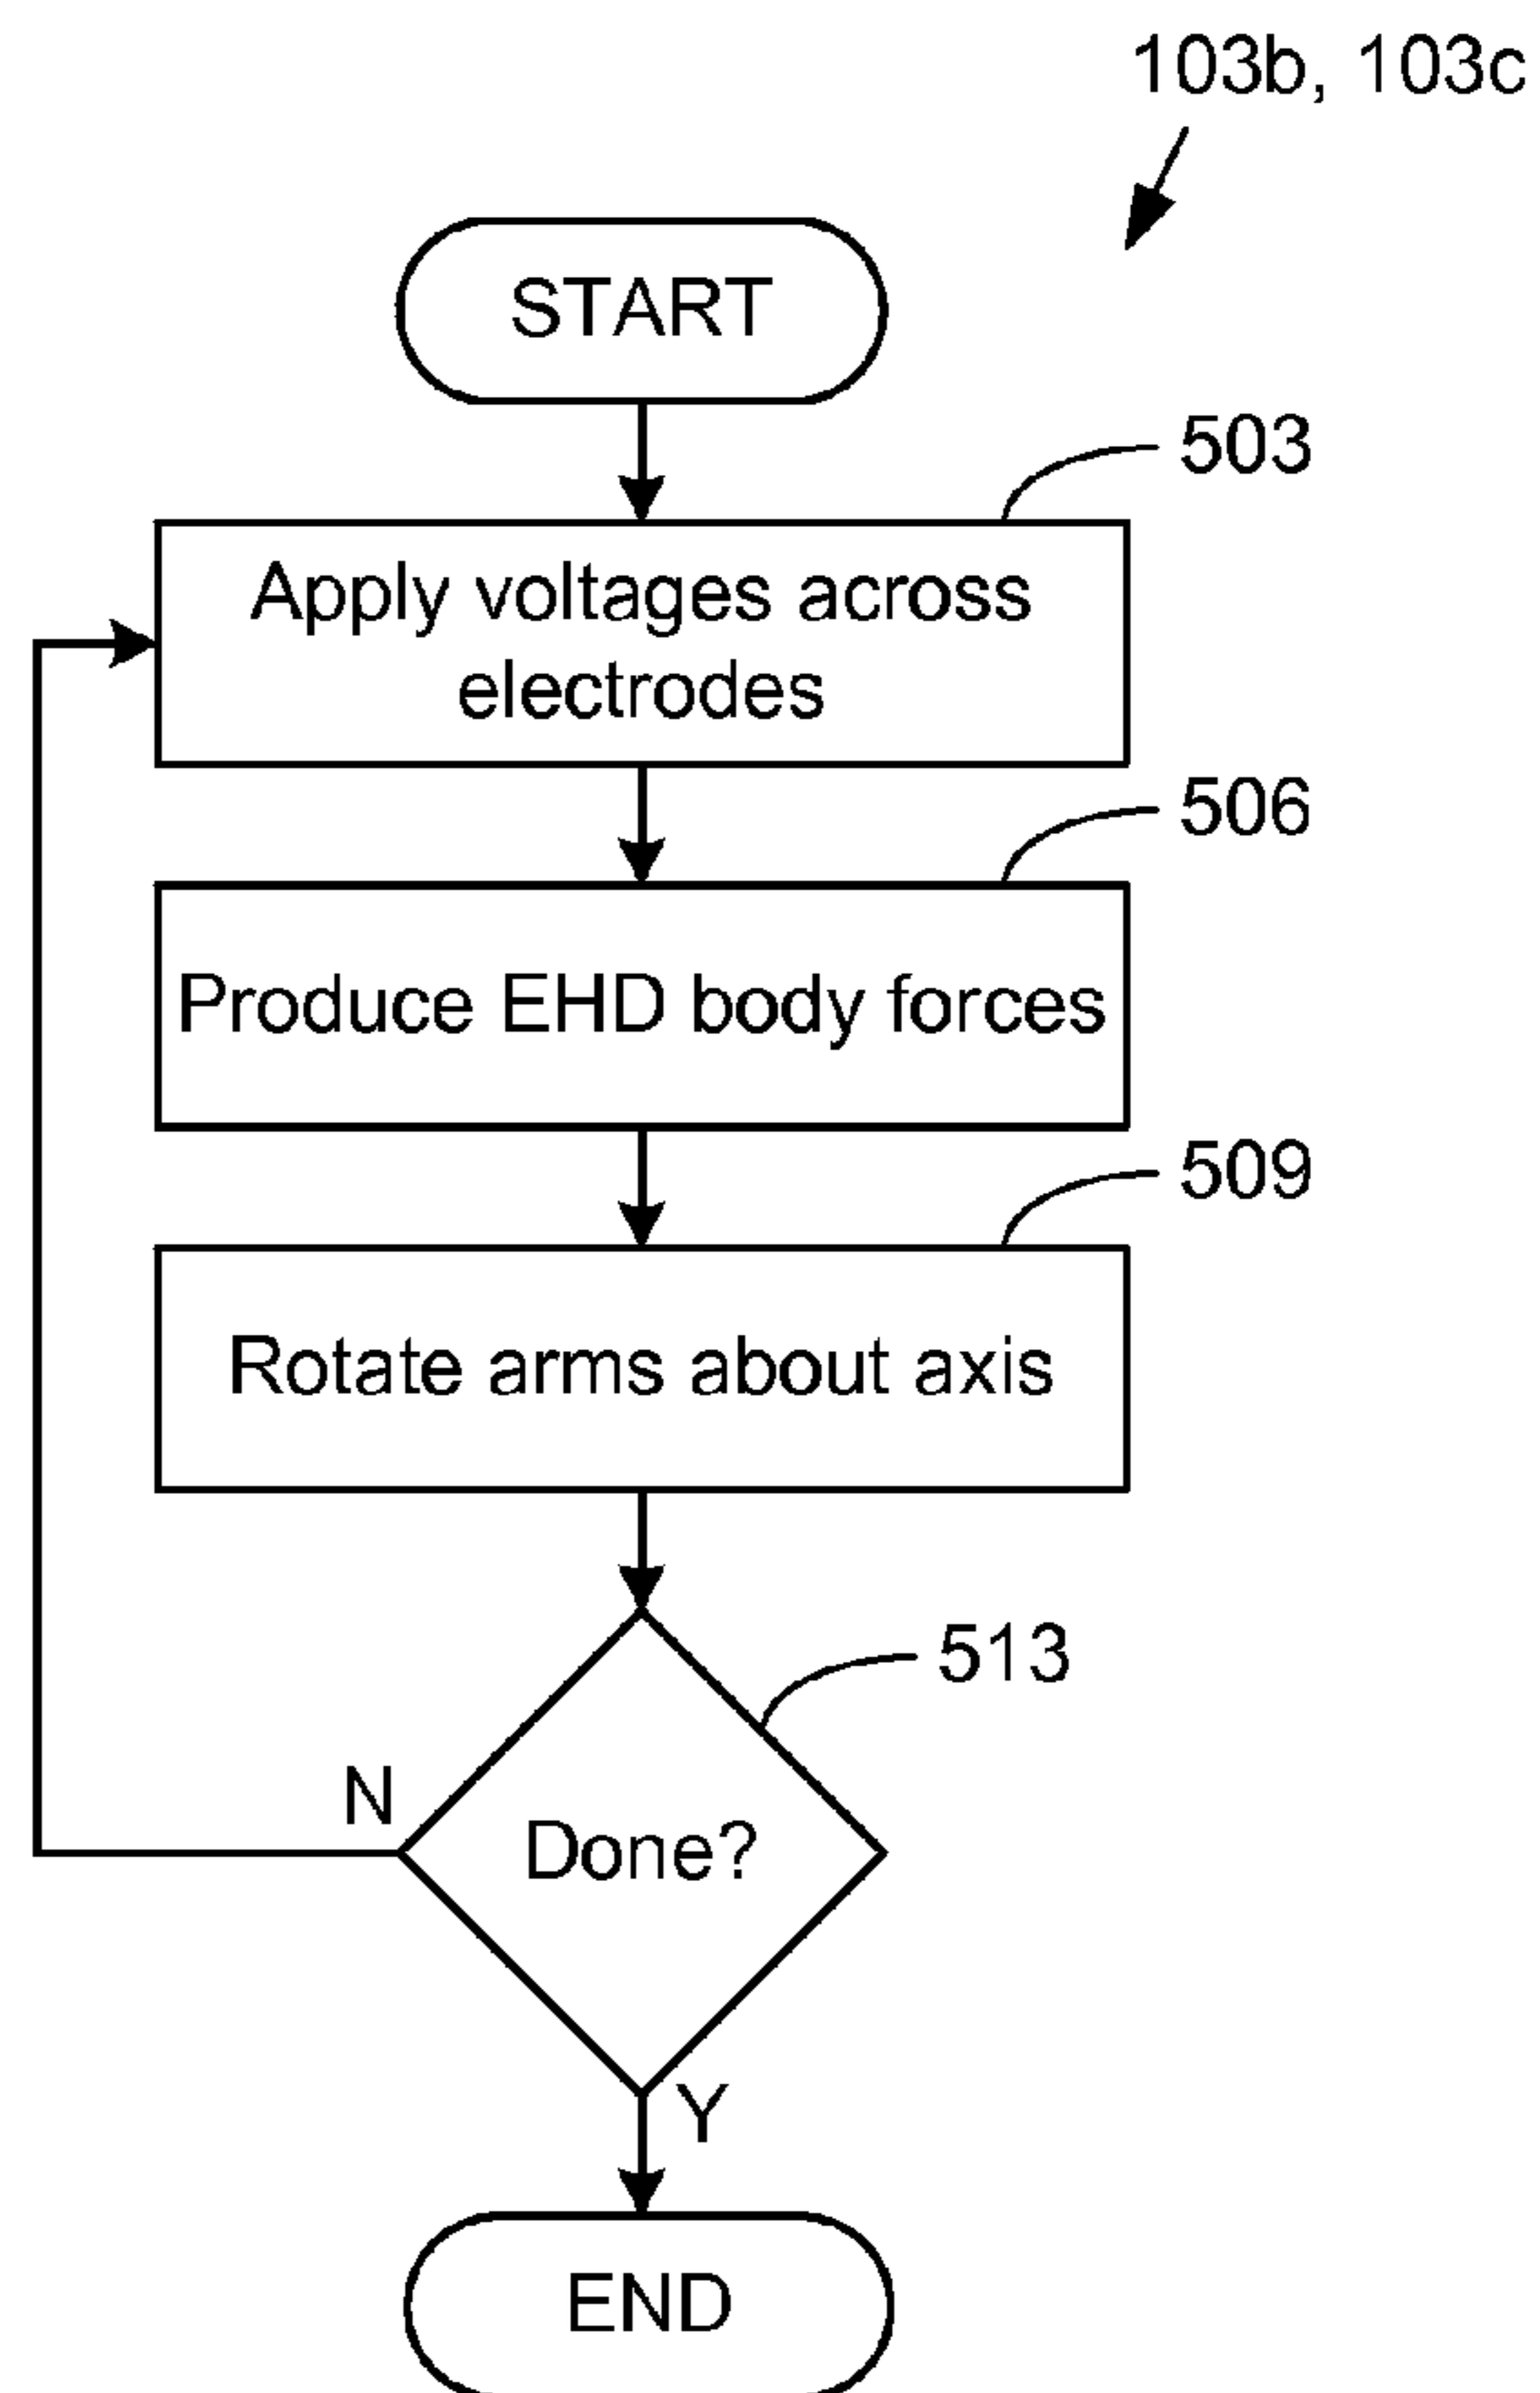 103b, 103c
START
503
Apply voltages across
electrodes
506
Produce EHD body forces
509
Rotate arms about axis
513
N
Done?
Y
END